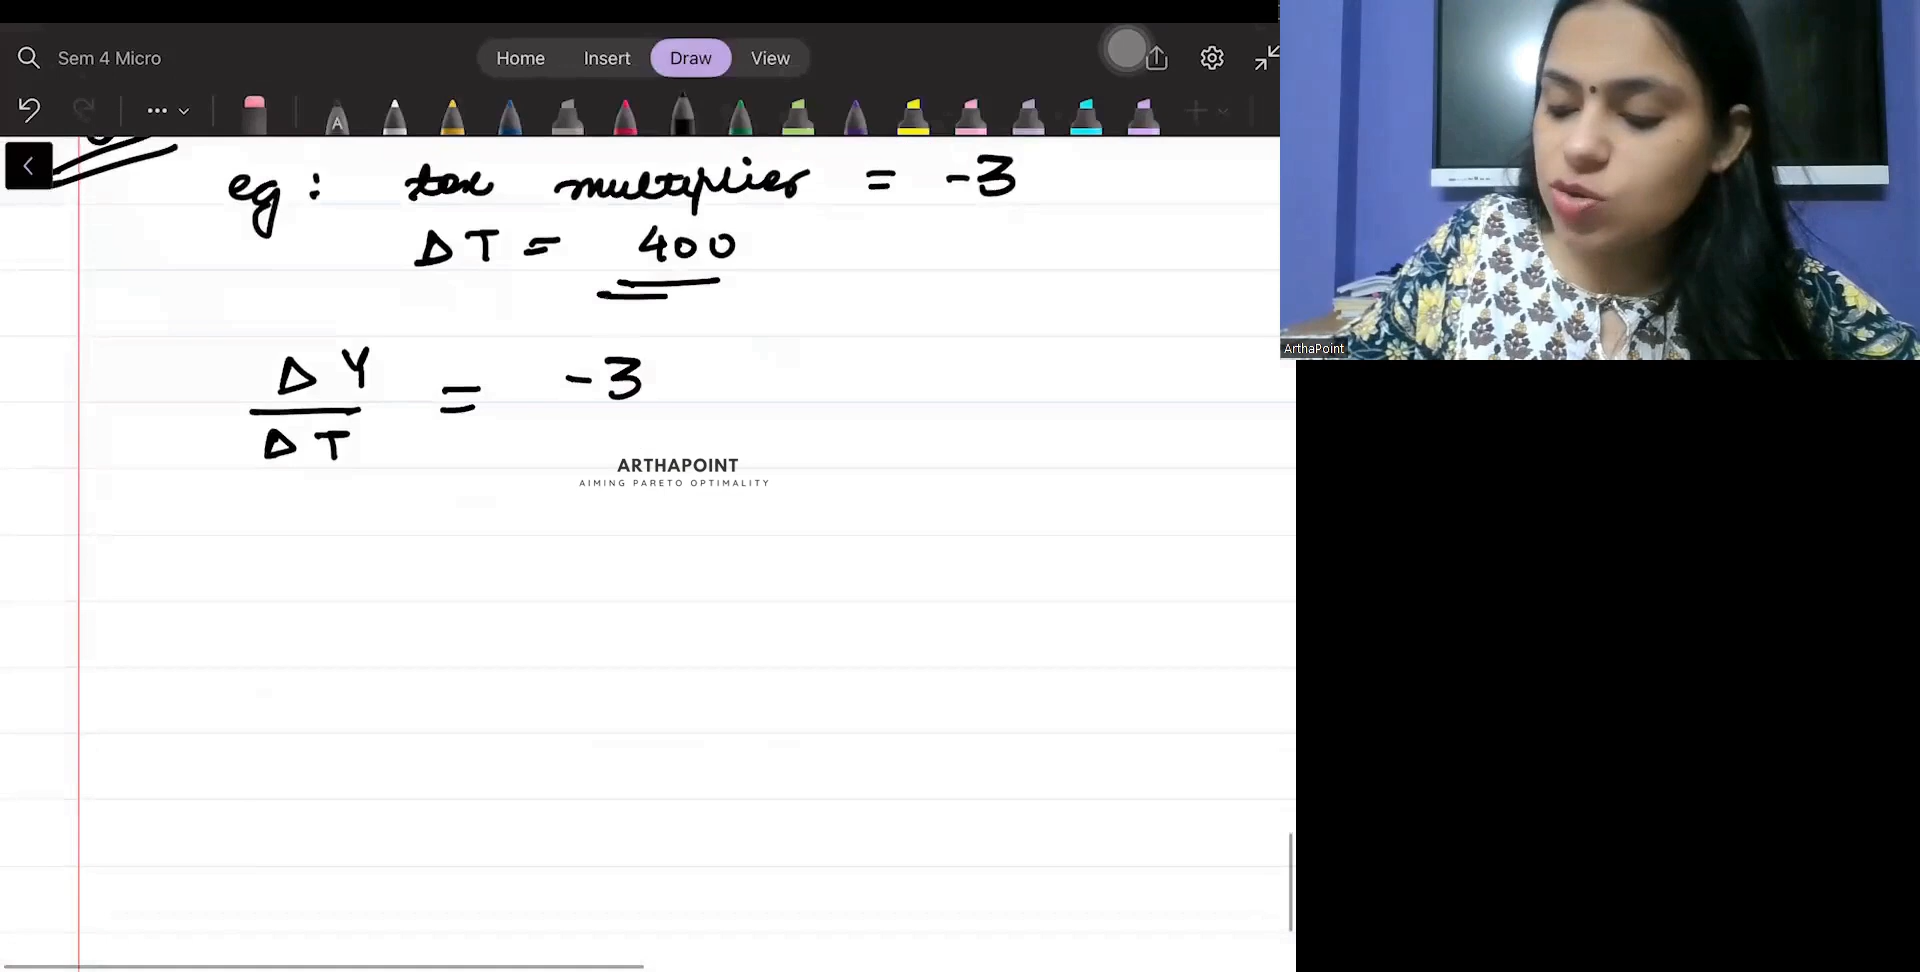 Sem 4 Micro
Home Insert Draw View
A
eg : tax multiplier = -3
ΔT = 400
ΔY
ΔT
= -3
ARTHAPOINT
AIMING PARETO OPTIMALITY
ArthaPoint